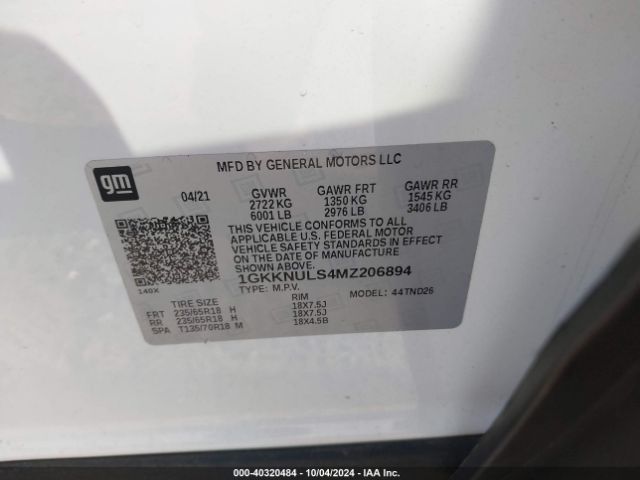 gm
MFD BY GENERAL MOTORS LLC
04/21 GVWR GAWR FRT GAWR RR
2722 KG 1350 KG 1545 KG
6001 LB 2976 LB 3406 LB
THIS VEHICLE CONFORMS TO ALL
APPLICABLE U.S. FEDERAL MOTOR
VEHICLE SAFETY STANDARDS IN EFFECT
ON THE DATE OF MANUFACTURE
SHOWN ABOVE.
1GKKNULS4MZ206894
140X TYPE: M.P.V. MODEL: 44TND26
TIRE SIZE RIM
FRT 235/65R18 H 18X7.5J
RR 235/65R18 H 18X7.5J
SPA T135/70R18 M 18X4.5B
000-40320484 - 10/04/2024 - IAA Inc.